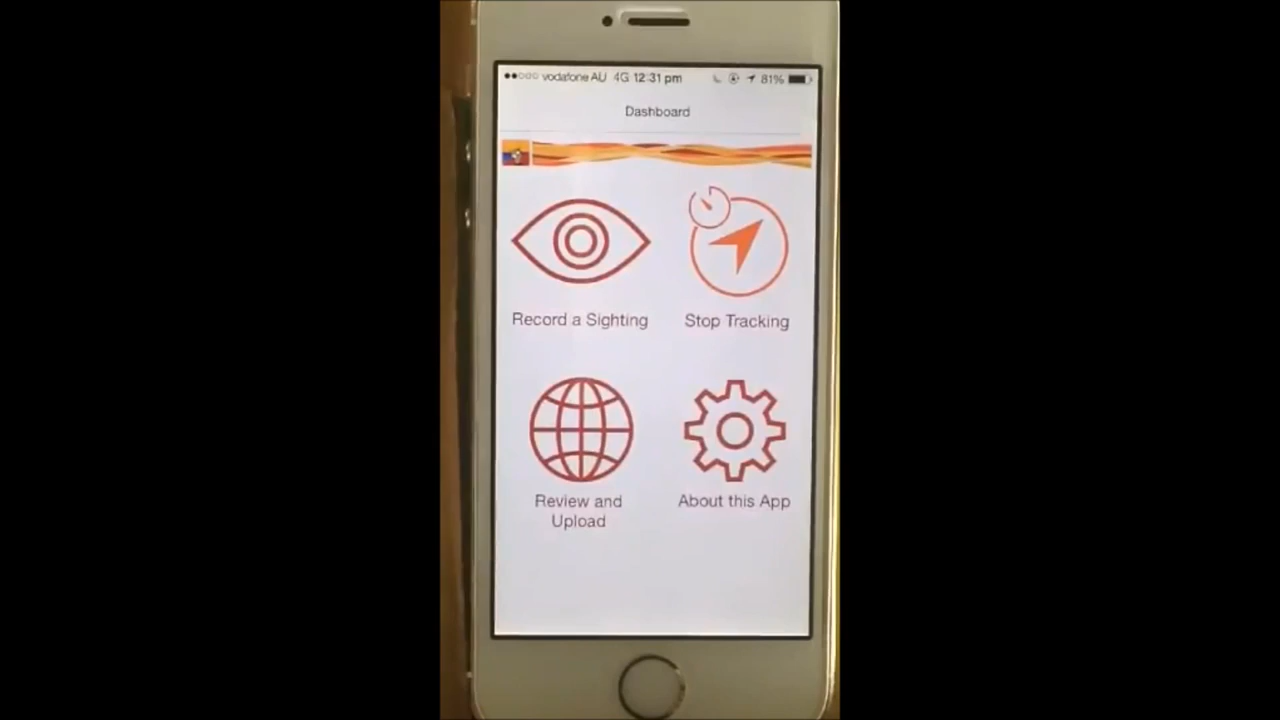 vodafone AU 4G 12:31 pm 81%
Dashboard
Record a Sighting
Stop Tracking
Review and
Upload
About this App